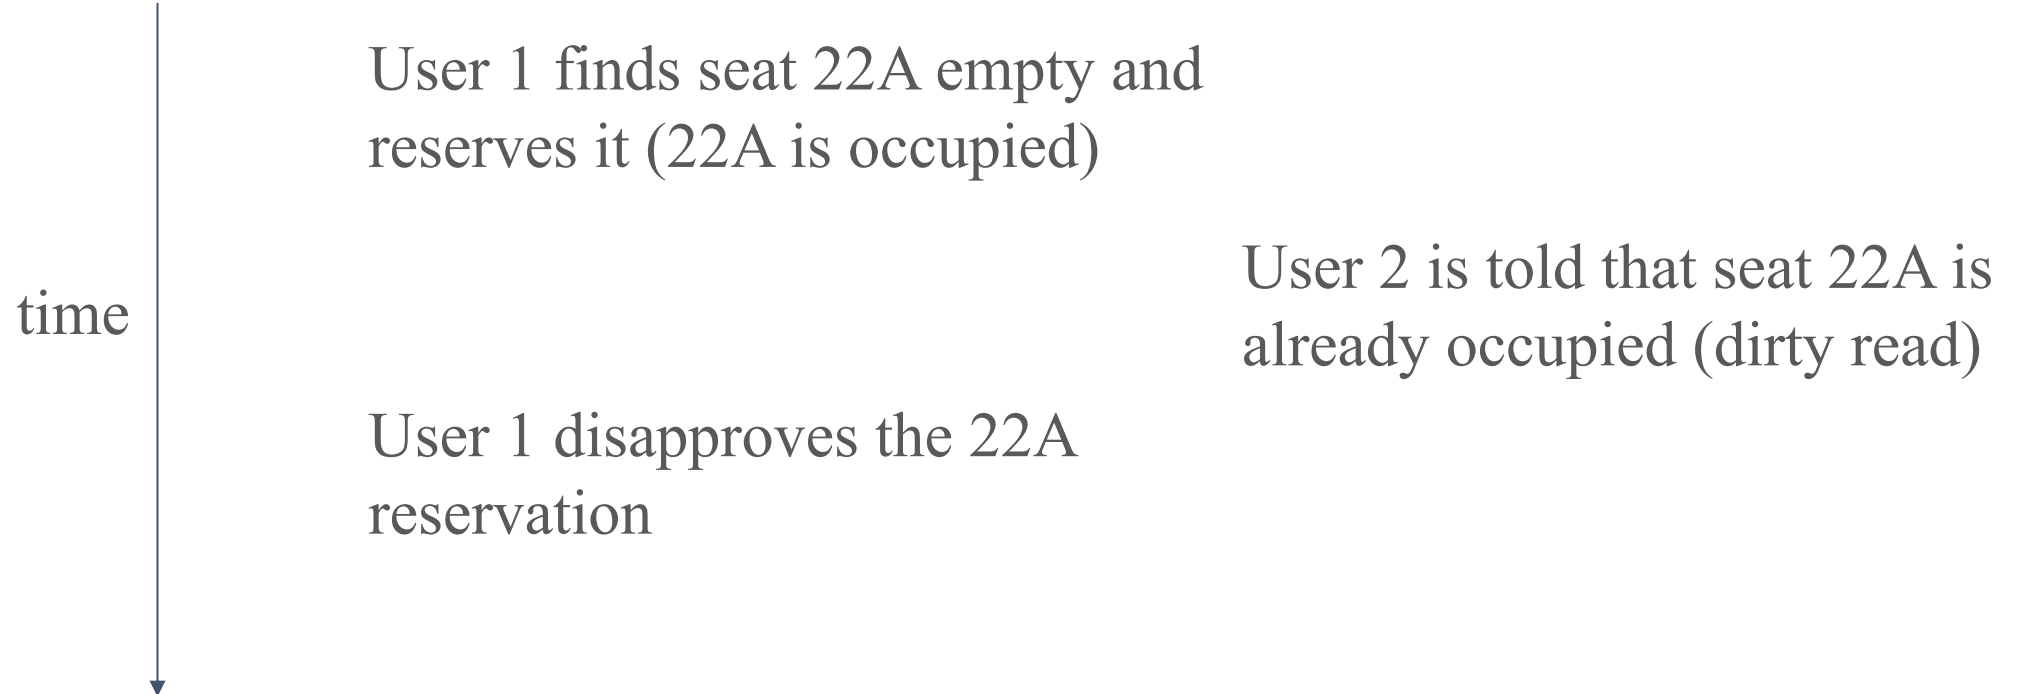 User 1 finds seat 22A empty and
reserves it (22A is occupied)
User 2 is told that seat 22A is
already occupied (dirty read)
time
User 1 disapproves the 22A
reservation